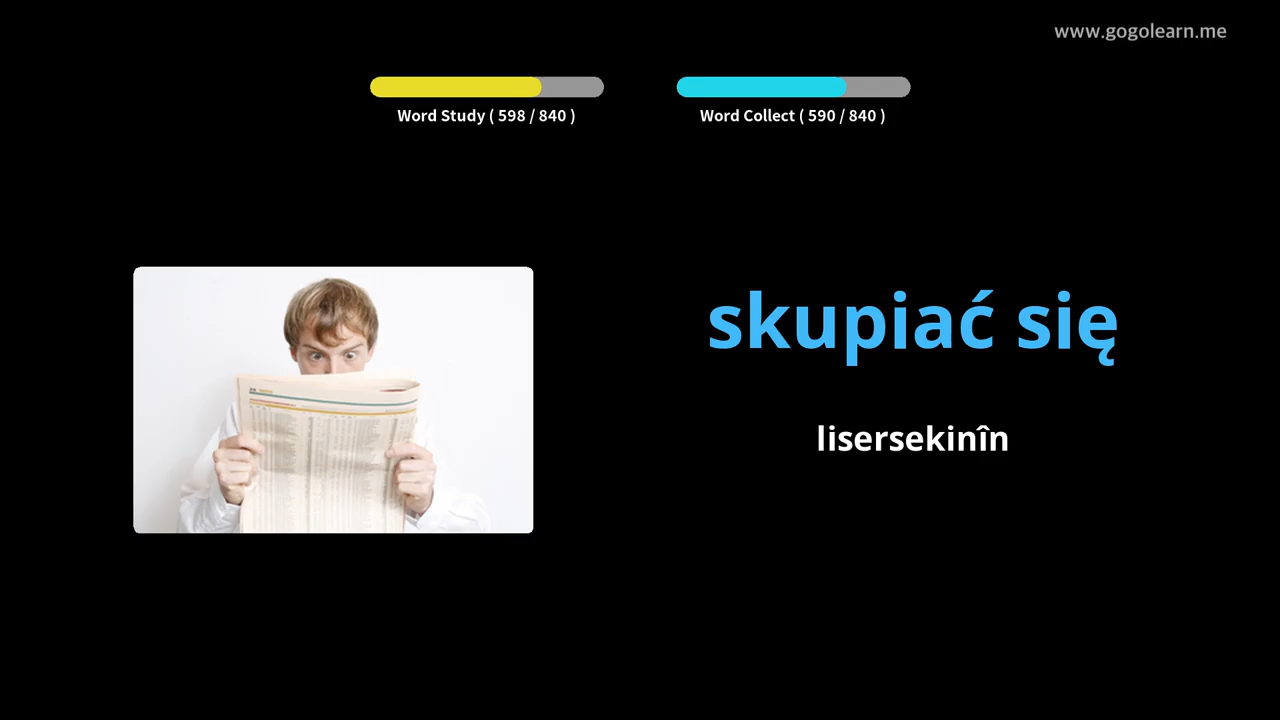 www.gogolearn.me
Word Study ( 598 / 840 )
Word Collect ( 590 / 840 )
skupiać się
lisersekinîn